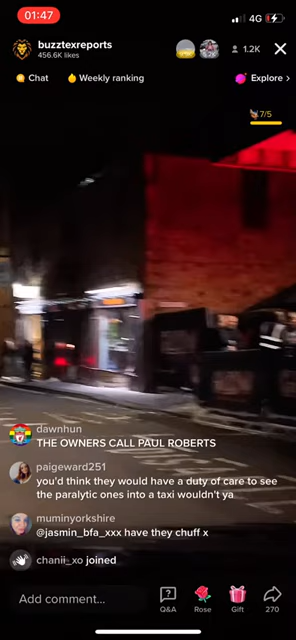 01:47
4G
buzztexreports
456.6K likes
1.2K
Chat
Weekly ranking
Explore
7/5
dawnhun
THE OWNERS CALL PAUL ROBERTS
paigeward251
you'd think they would have a duty of care to see
the paralytic ones into a taxi wouldn't ya
muminyorkshire
@jasmin_bfa_xxx have they chuff x
chanii_xo joined
Add comment...
Q&A
Rose
Gift
270